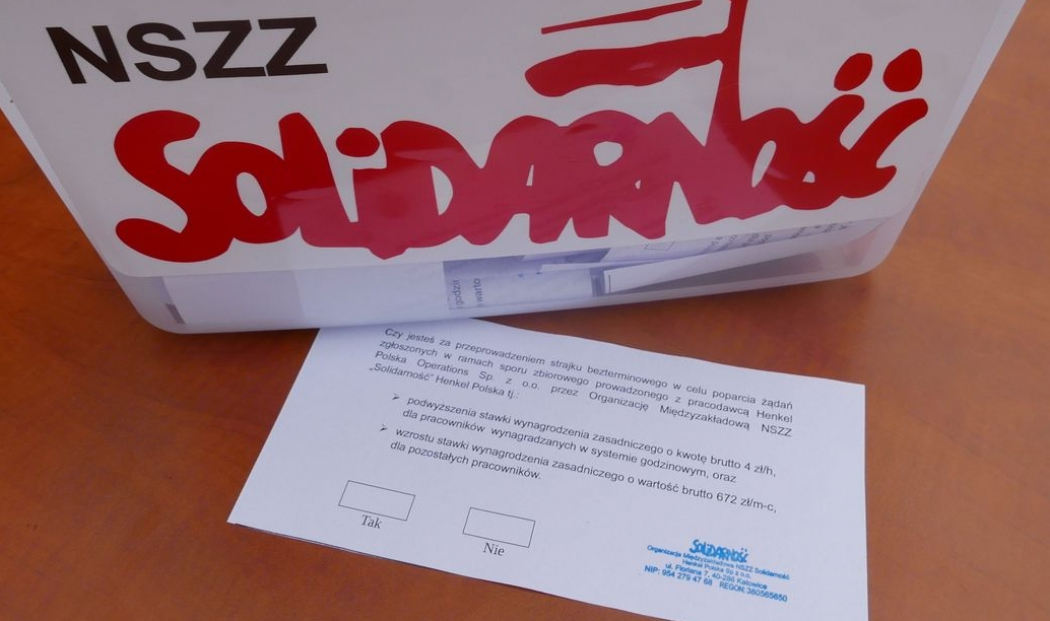 NSZZ
SOLIDARNOŚĆ
Czy jesteś za przeprowadzeniem strajku bezterminowego w celu poparcia żądań
zgłoszonych w ramach sporu zbiorowego prowadzonego z pracodawcą Henkel
Polska Operations Sp. z o.o. przez Organizację Międzyzakładową NSZZ
„Solidarność" Henkel Polska tj.:
➢ podwyższenia stawki wynagrodzenia zasadniczego o kwotę brutto 4 zł/h,
dla pracowników wynagradzanych w systemie godzinowym, oraz
➢ wzrostu stawki wynagrodzenia zasadniczego o wartość brutto 672 zł/m-c,
dla pozostałych pracowników.
Tak
Nie
SOLIDARNOŚĆ
Organizacja Międzyzakładowa NSZZ Solidarność
Henkel Polska Sp z o.o.
ul. Floriana 7, 40-286 Katowice
NIP: 954 279 47 68 REGON: 380565650